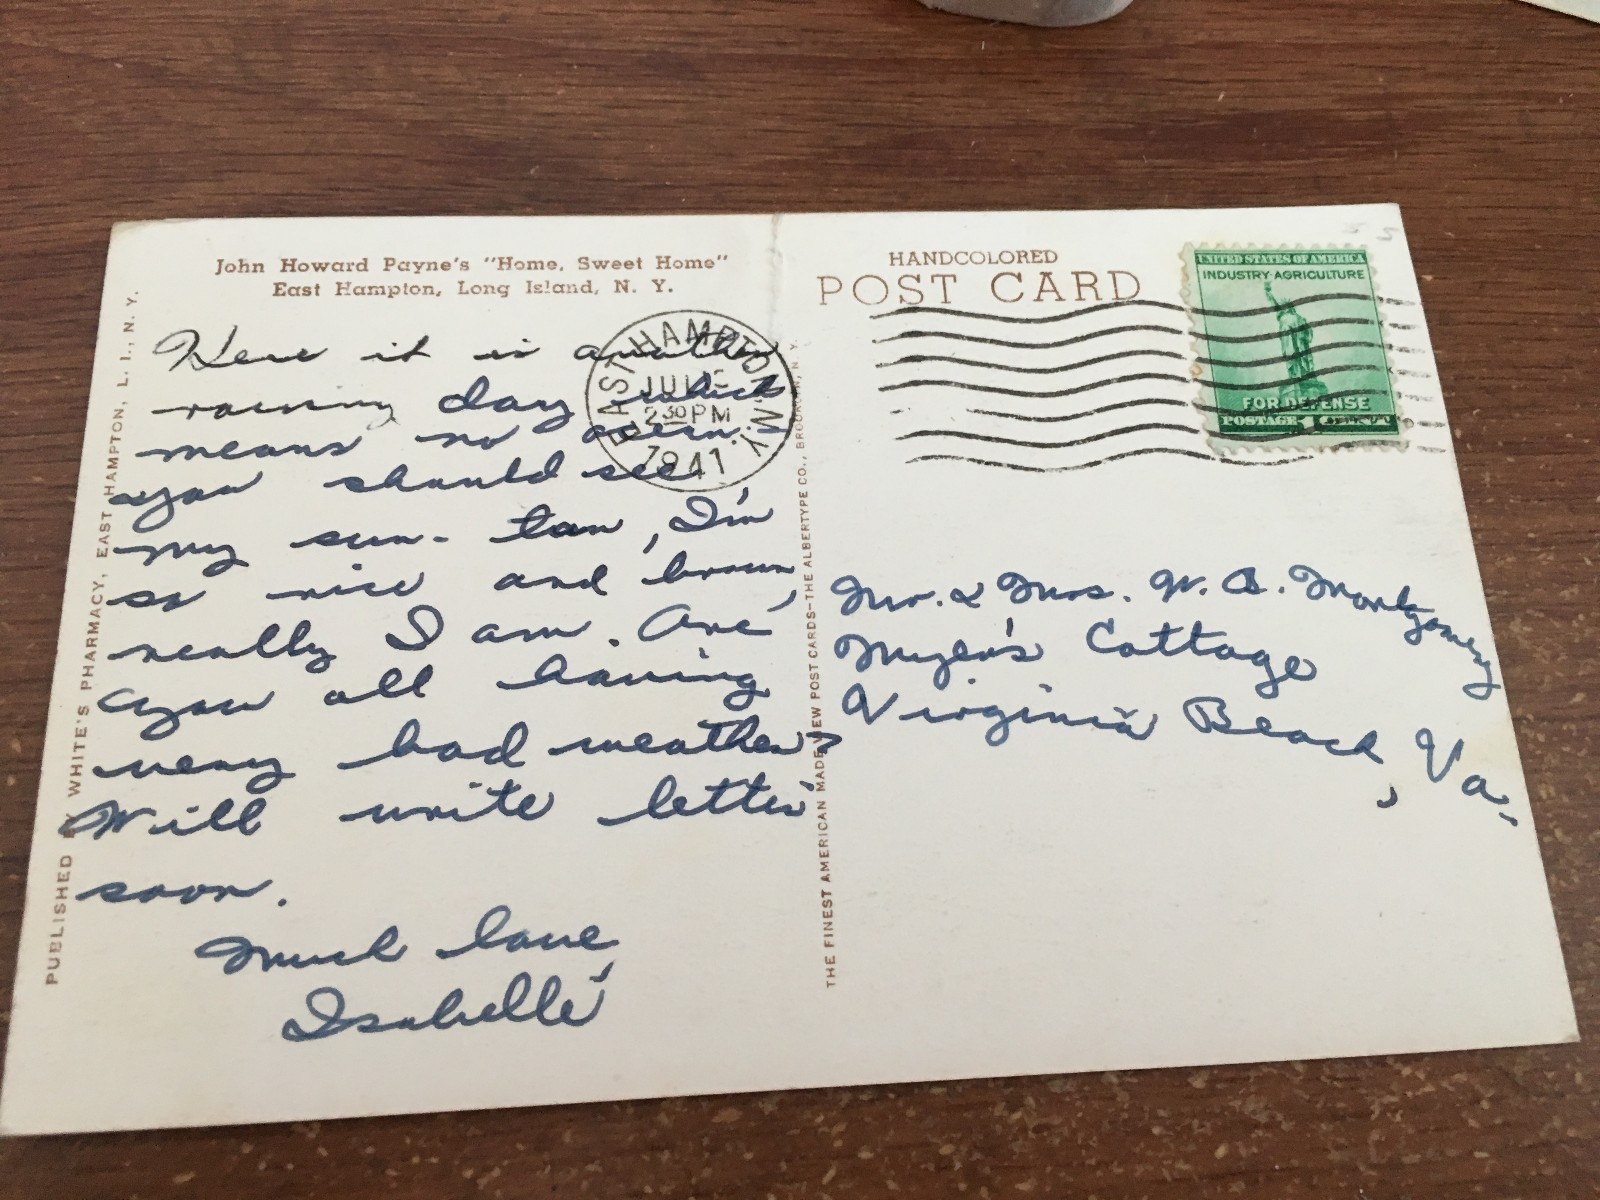 John Howard Payne's "Home, Sweet Home"
East Hampton, Long Island, N. Y.
Here it is another
rainny day which
means no ocean.
you should see
my sun-tan, I'm
so nice and brown,
really I am. Are
you all having
very bad weather?
Will write letter
soon.
Much love,
Isabelle
PUBLISHED BY WHITE'S PHARMACY, EAST HAMPTON, L. I., N. Y.
EAST HAMPTON N.Y.
2 30 PM
1941
THE FINEST AMERICAN MADE VIEW POST CARDS—THE ALBERTYPE CO., BROOKLYN, N. Y.
HANDCOLORED
POST CARD
UNITED STATES OF AMERICA
INDUSTRY·AGRICULTURE
FOR DEFENSE
POSTAGE 1 CENT
Mr. & Mrs. W. B. Montgomery
Myer's Cottage
Virginia Beach, Va.